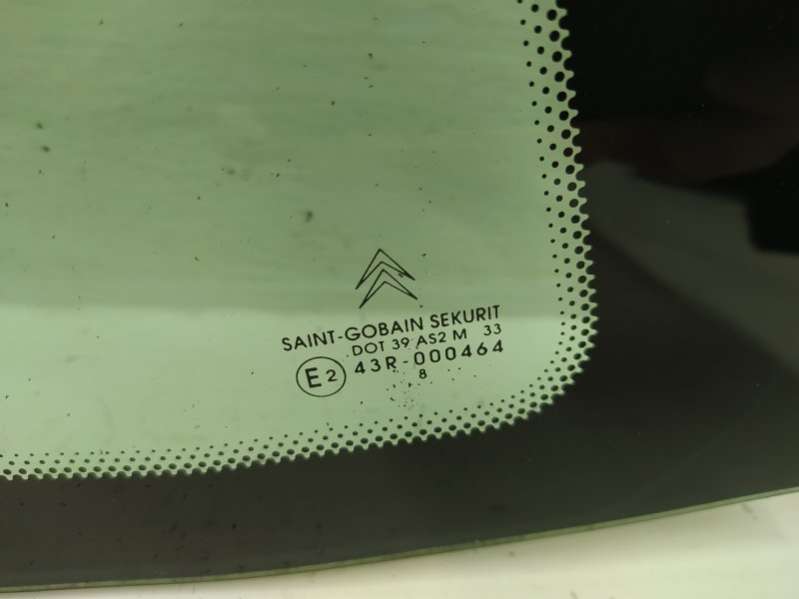 SAINT-GOBAIN SEKURIT
DOT 39 AS2 M 33
E2 43R-000464
8